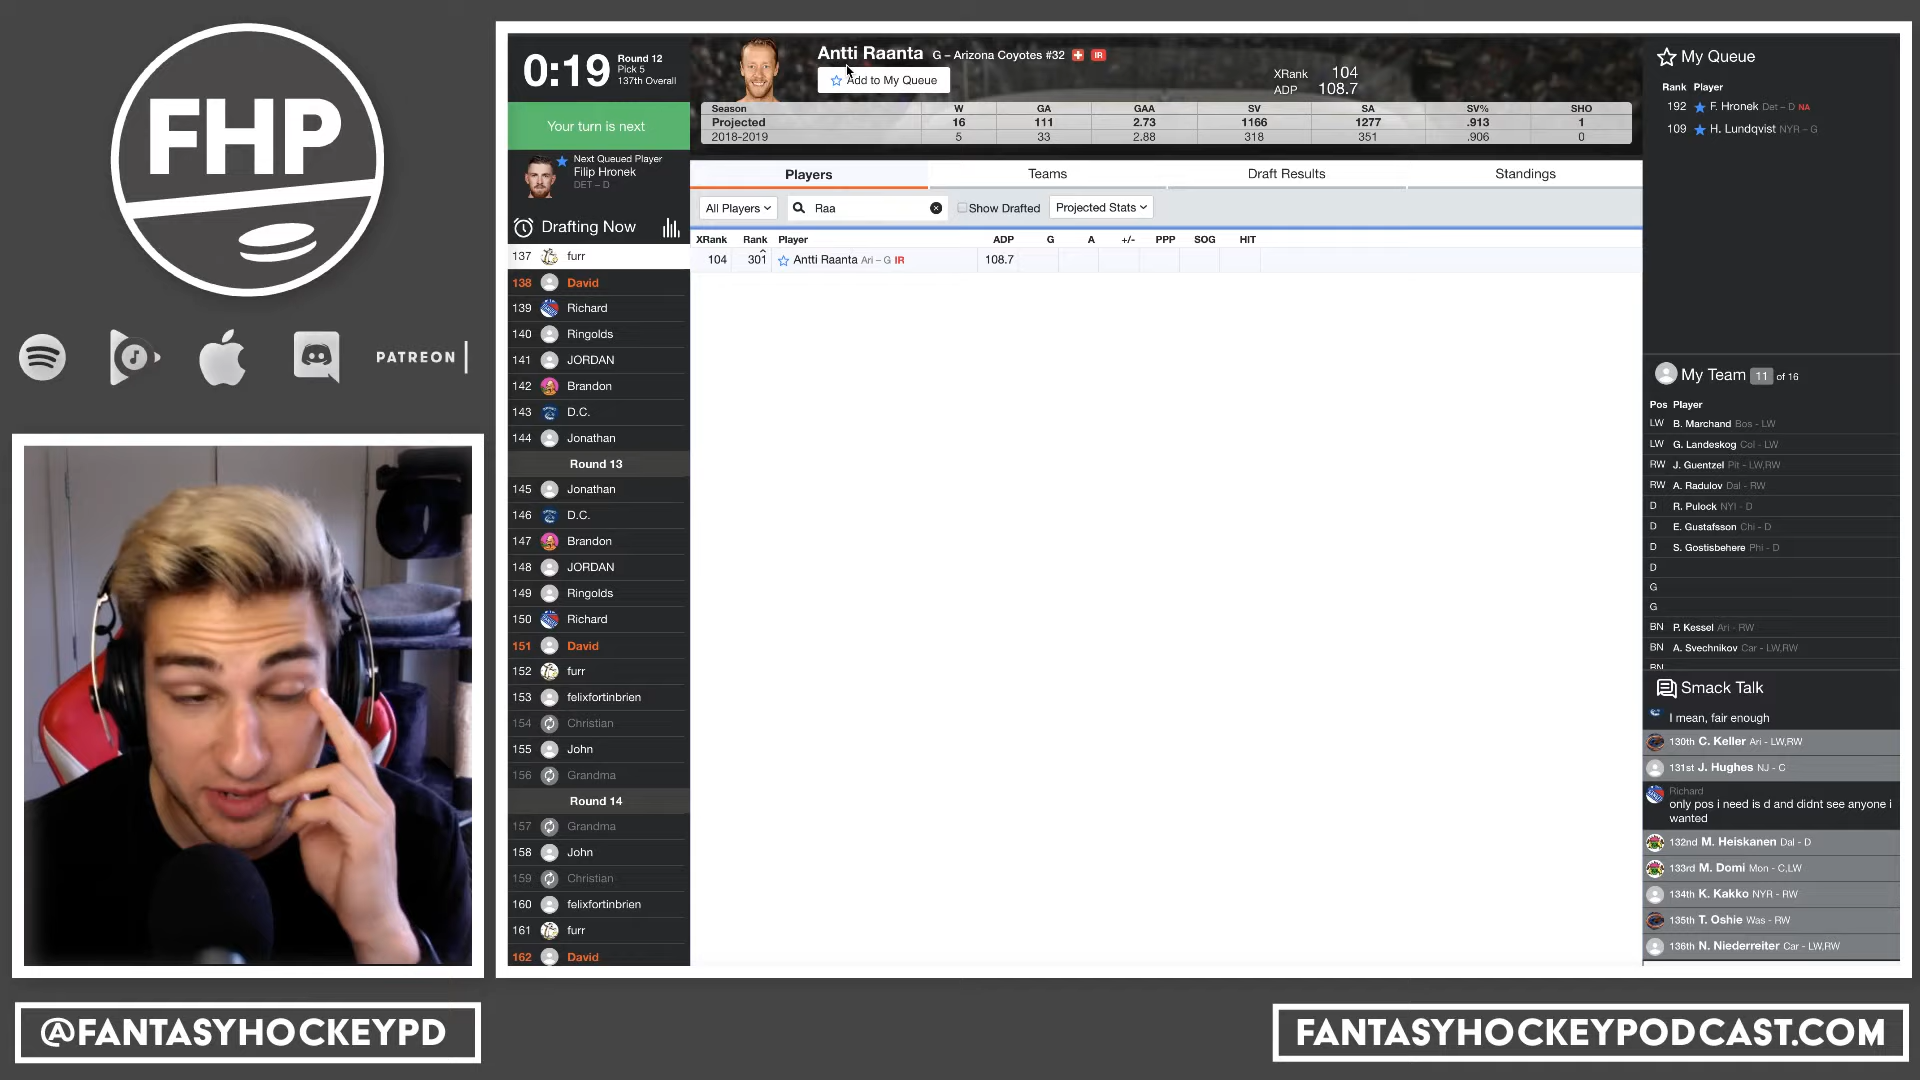 FHP
PATREON
0:19
Round 12
Pick 5
137th Overall
Your turn is next
Next Queued Player
Filip Hronek
DET – D
Drafting Now
137 furr
138 David
139 Richard
140 Ringolds
141 JORDAN
142 Brandon
143 D.C.
144 Jonathan
Round 13
145 Jonathan
146 D.C.
147 Brandon
148 JORDAN
149 Ringolds
150 Richard
151 David
152 furr
153 felixfortinbrien
154 Christian
155 John
156 Grandma
Round 14
157 Grandma
158 John
159 Christian
160 felixfortinbrien
161 furr
162 David
Antti Raanta G – Arizona Coyotes #32 IR
Add to My Queue
XRank 104
ADP 108.7
Season W GA GAA SV SA SV% SHO
Projected 16 111 2.73 1166 1277 .913 1
2018-2019 5 33 2.88 318 351 .906 0
Players Teams Draft Results Standings
All Players Raa Show Drafted Projected Stats
XRank Rank Player ADP G A +/- PPP SOG HIT
104 301 Antti Raanta Ari – G IR 108.7
My Queue
Rank Player
192 F. Hronek Det – D NA
109 H. Lundqvist NYR – G
My Team 11 of 16
Pos Player
LW B. Marchand Bos - LW
LW G. Landeskog Col - LW
RW J. Guentzel Pit - LW,RW
RW A. Radulov Dal - RW
D R. Pulock NYI - D
D E. Gustafsson Chi - D
D S. Gostisbehere Phi - D
D
G
G
BN P. Kessel Ari - RW
BN A. Svechnikov Car - LW,RW
BN
Smack Talk
I mean, fair enough
130th C. Keller Ari - LW,RW
131st J. Hughes NJ - C
Richard
only pos i need is d and didnt see anyone i
wanted
132nd M. Heiskanen Dal - D
133rd M. Domi Mon - C,LW
134th K. Kakko NYR - RW
135th T. Oshie Was - RW
136th N. Niederreiter Car - LW,RW
@FANTASYHOCKEYPD
FANTASYHOCKEYPODCAST.COM